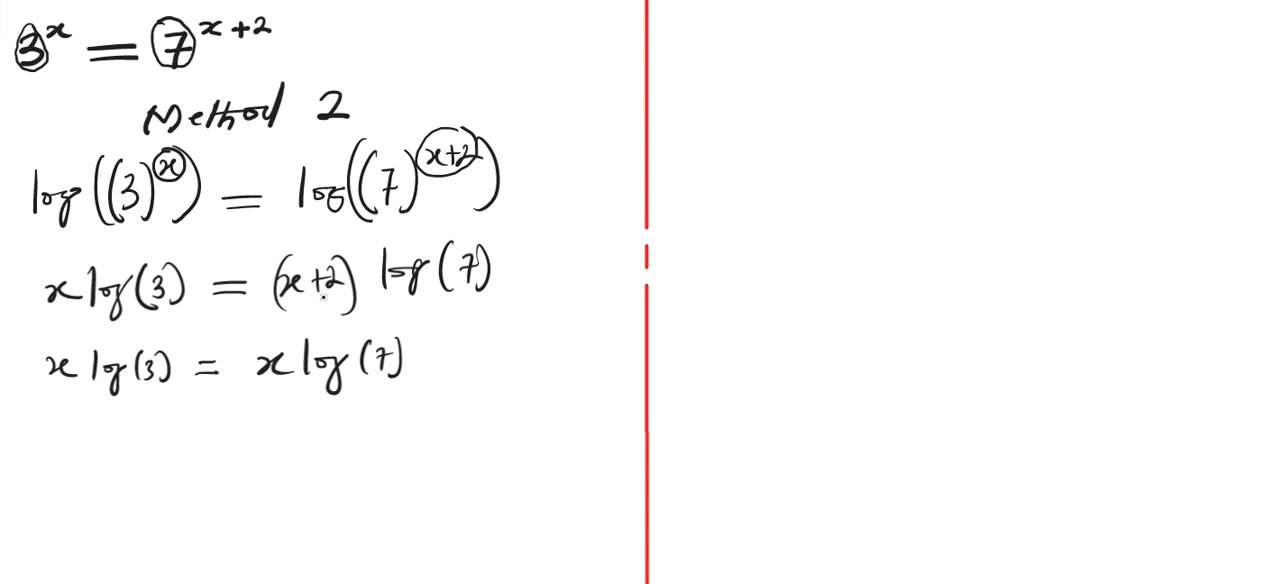 3^x = 7^{x+2}
Method 2
log((3)^x) = log((7)^{x+2})
x log(3) = (x+2) log(7)
x log(3) = x log(7)